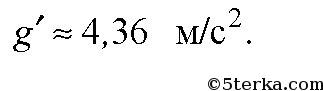 g′ ≈ 4,36 м/с².
©5terka.com